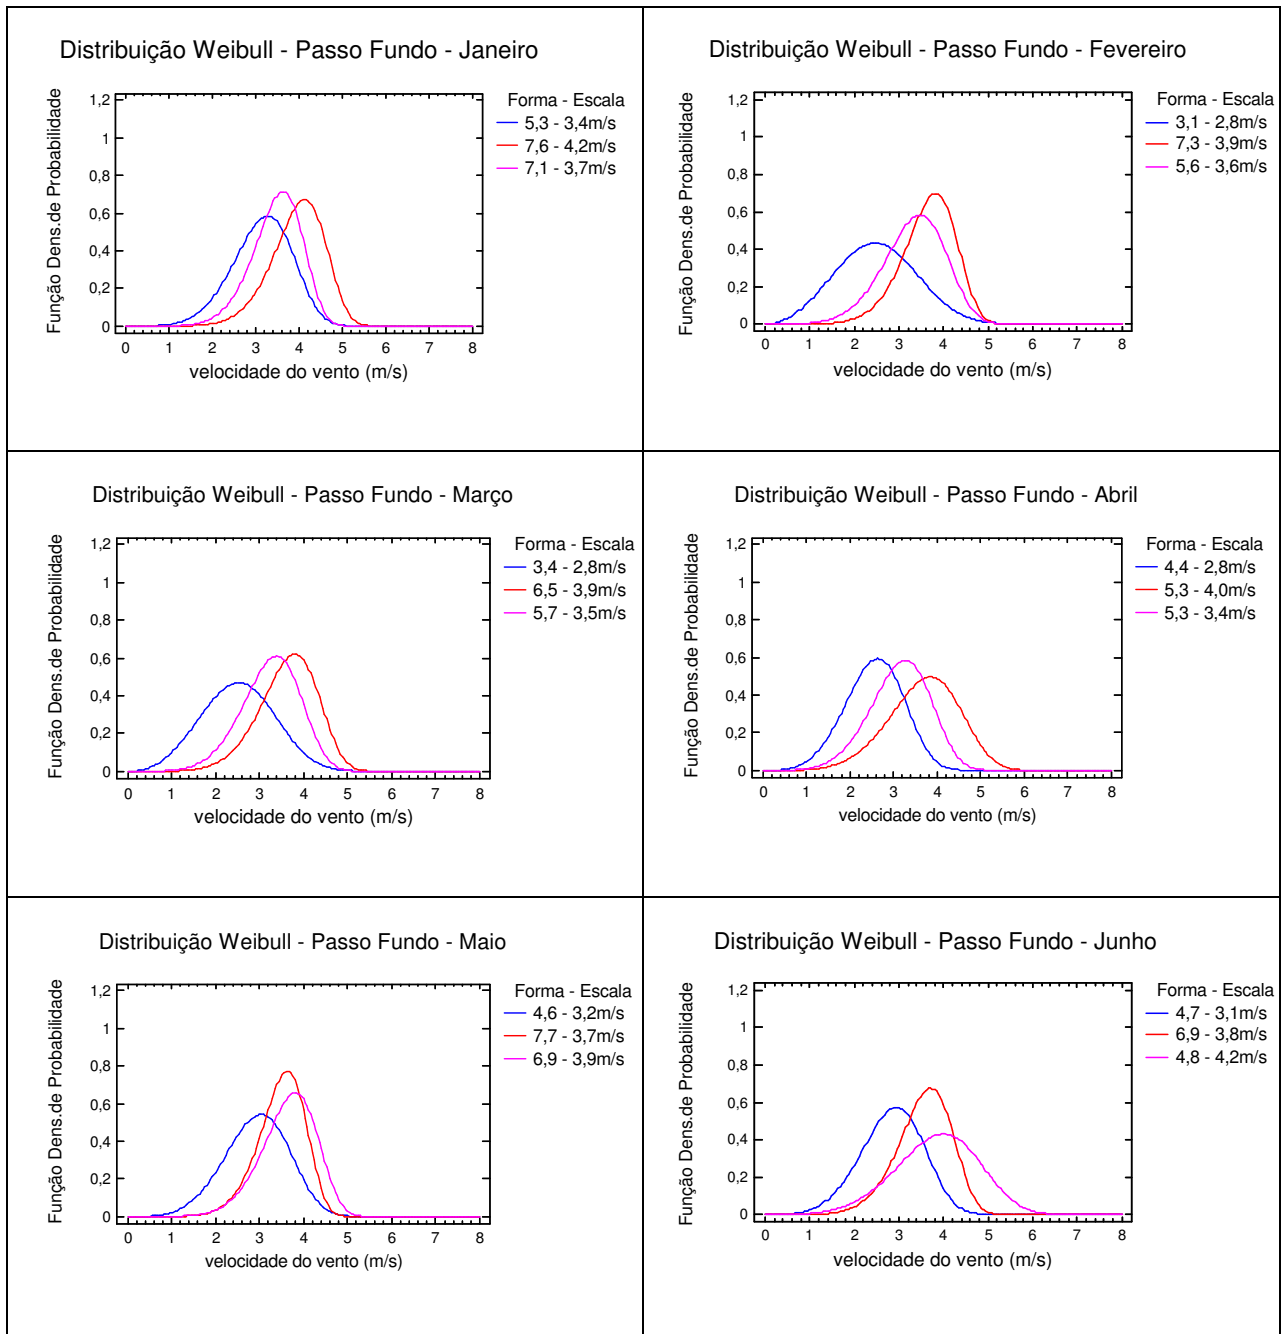 Distribuição Weibull - Passo Fundo - Janeiro
Função Dens.de Probabilidade
1,2
1
0,8
0,6
0,4
0,2
0
0 1 2 3 4 5 6 7 8
velocidade do vento (m/s)
Forma - Escala
5,3 - 3,4m/s
7,6 - 4,2m/s
7,1 - 3,7m/s
Distribuição Weibull - Passo Fundo - Fevereiro
Função Dens.de Probabilidade
1,2
1
0,8
0,6
0,4
0,2
0
0 1 2 3 4 5 6 7 8
velocidade do vento (m/s)
Forma - Escala
3,1 - 2,8m/s
7,3 - 3,9m/s
5,6 - 3,6m/s
Distribuição Weibull - Passo Fundo - Março
Função Dens.de Probabilidade
1,2
1
0,8
0,6
0,4
0,2
0
0 1 2 3 4 5 6 7 8
velocidade do vento (m/s)
Forma - Escala
3,4 - 2,8m/s
6,5 - 3,9m/s
5,7 - 3,5m/s
Distribuição Weibull - Passo Fundo - Abril
Função Dens.de Probabilidade
1,2
1
0,8
0,6
0,4
0,2
0
0 1 2 3 4 5 6 7 8
velocidade do vento (m/s)
Forma - Escala
4,4 - 2,8m/s
5,3 - 4,0m/s
5,3 - 3,4m/s
Distribuição Weibull - Passo Fundo - Maio
Função Dens.de Probabilidade
1,2
1
0,8
0,6
0,4
0,2
0
0 1 2 3 4 5 6 7 8
velocidade do vento (m/s)
Forma - Escala
4,6 - 3,2m/s
7,7 - 3,7m/s
6,9 - 3,9m/s
Distribuição Weibull - Passo Fundo - Junho
Função Dens.de Probabilidade
1,2
1
0,8
0,6
0,4
0,2
0
0 1 2 3 4 5 6 7 8
velocidade do vento (m/s)
Forma - Escala
4,7 - 3,1m/s
6,9 - 3,8m/s
4,8 - 4,2m/s